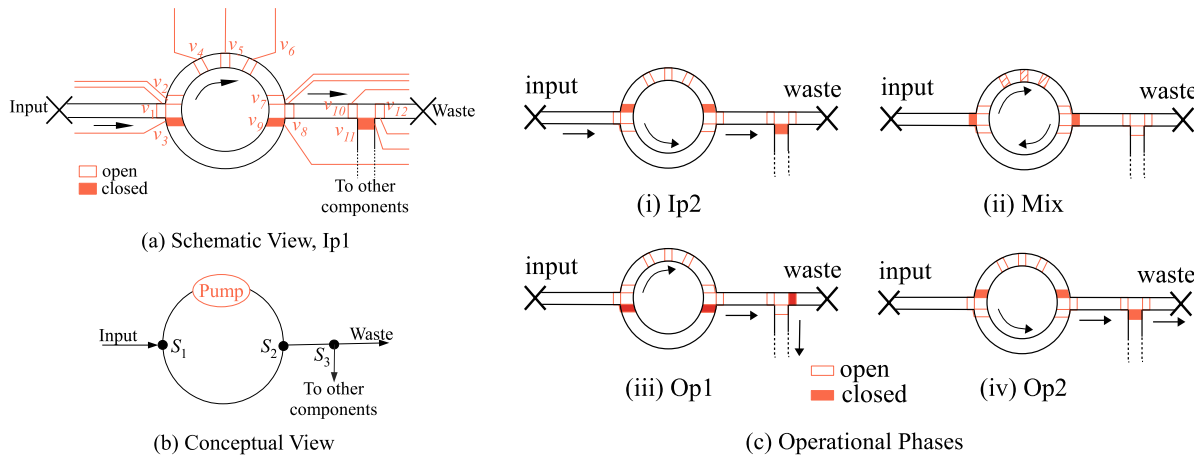 v4 v5 v6
v2
v7
Input v1 v10 v12 Waste
v3 v9 v8 v11
open
closed
To other
components
(a) Schematic View, Ip1
Pump
Input S1 S2 S3 Waste
To other
components
(b) Conceptual View
input waste
(i) Ip2
input waste
(ii) Mix
input waste
(iii) Op1
input waste
(iv) Op2
open
closed
(c) Operational Phases